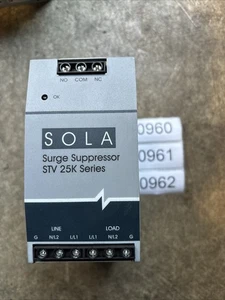 NO COM NC
OK
SOLA
Surge Suppressor
STV 25K Series
0960
0961
0962
LINE LOAD
G N/L2 L/L1 L/L1 N/L2 G